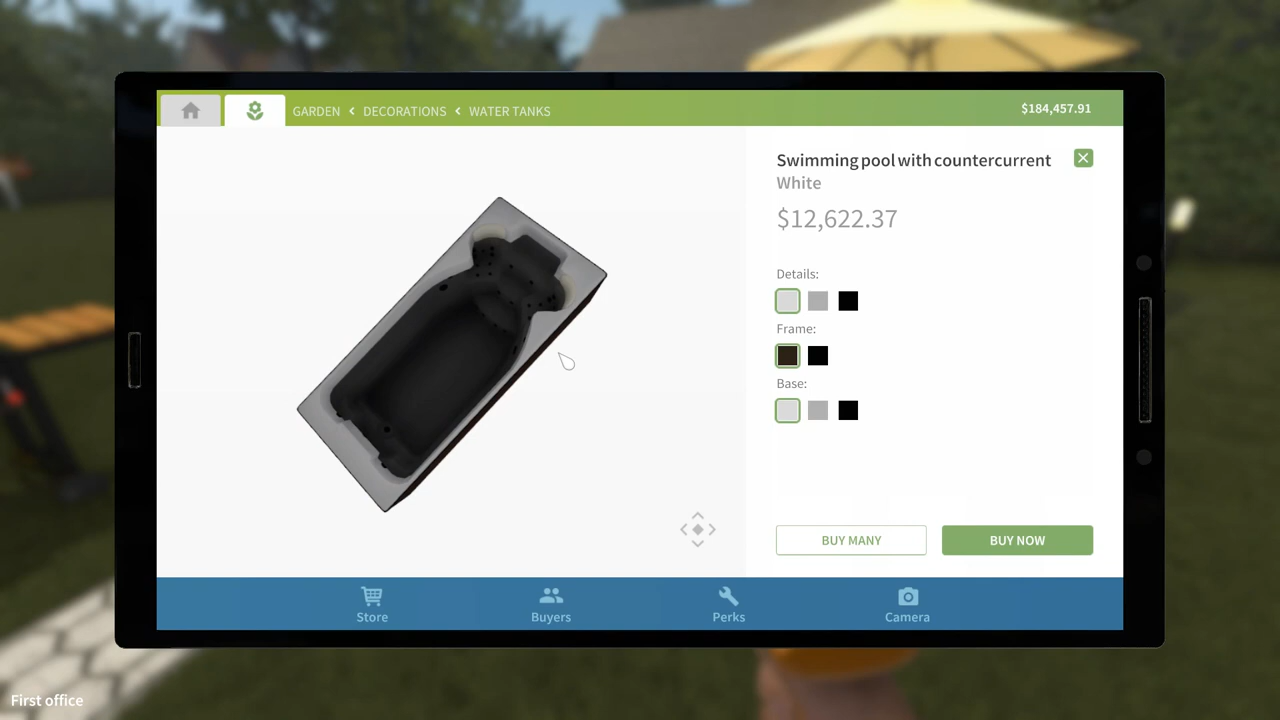 GARDEN < DECORATIONS < WATER TANKS
$184,457.91
Swimming pool with countercurrent
White
$12,622.37
Details:
Frame:
Base:
BUY MANY
BUY NOW
Store
Buyers
Perks
Camera
First office